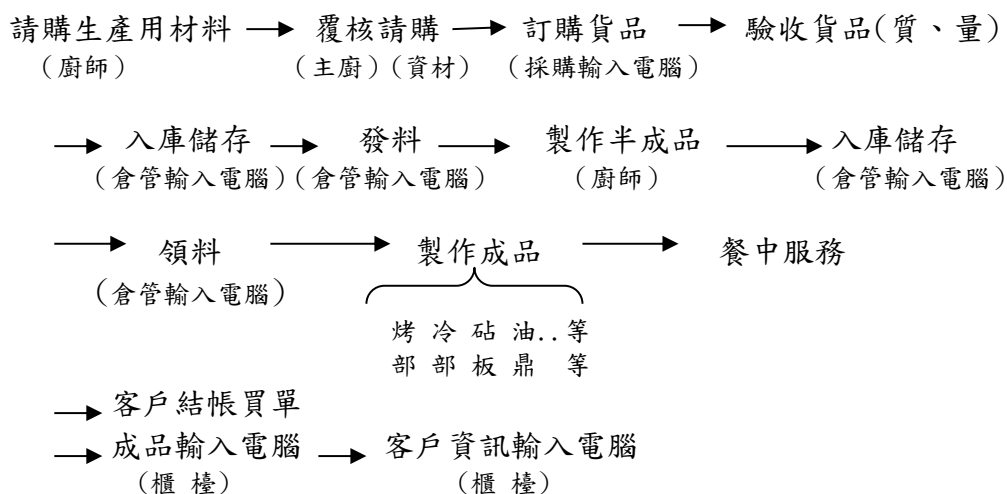 請購生產用材料 → 覆核請購 → 訂購貨品 → 驗收貨品(質、量)
（廚師） （主廚）（資材） （採購輸入電腦）
→ 入庫儲存 → 發料 → 製作半成品 → 入庫儲存
（倉管輸入電腦）（倉管輸入電腦） （廚師） （倉管輸入電腦）
→ 領料 → 製作成品 → 餐中服務
（倉管輸入電腦）
烤 冷 砧 油..等
部 部 板 鼎 等
→ 客戶結帳買單
→ 成品輸入電腦 → 客戶資訊輸入電腦
（櫃 檯） （櫃 檯）